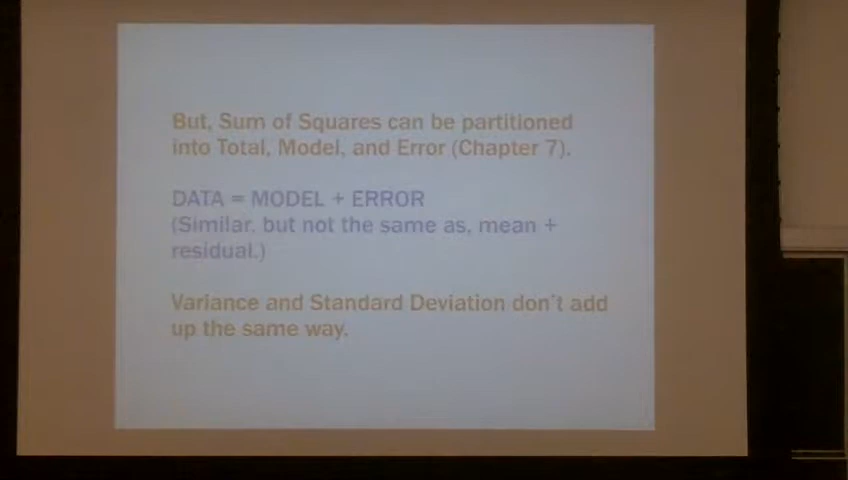 But, Sum of Squares can be partitioned
into Total, Model, and Error (Chapter 7).
DATA = MODEL + ERROR
(Similar, but not the same as, mean +
residual.)
Variance and Standard Deviation don't add
up the same way.